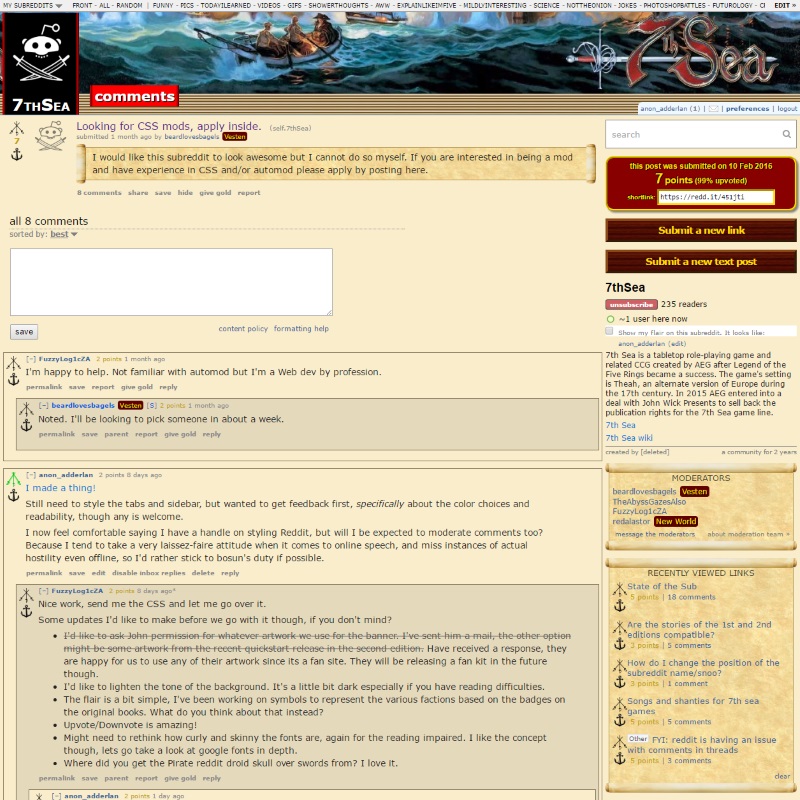 MY SUBREDDITS FRONT - ALL - RANDOM | FUNNY - PICS - TODAYILEARNED - VIDEOS - GIFS - SHOWERTHOUGHTS - AWW - EXPLAINLIKEIMFIVE - MILDLYINTERESTING - SCIENCE - NOTTHEONION - JOKES - PHOTOSHOPBATTLES - FUTUROLOGY - EDIT »
7th Sea
7THSEA
comments
anon_adderlan (1) | | preferences | logout
7
Looking for CSS mods, apply inside. (self.7thSea)
submitted 1 month ago by beardlovesbagels Vesten
I would like this subreddit to look awesome but I cannot do so myself. If you are interested in being a mod
and have experience in CSS and/or automod please apply by posting here.
8 comments share save hide give gold report
all 8 comments
sorted by: best
save
content policy formatting help
[-] FuzzyLog1cZA 2 points 1 month ago
I'm happy to help. Not familiar with automod but I'm a Web dev by profession.
permalink save report give gold reply
[-] beardlovesbagels Vesten [S] 2 points 1 month ago
Noted. I'll be looking to pick someone in about a week.
permalink save parent report give gold reply
[-] anon_adderlan 2 points 8 days ago
I made a thing!
Still need to style the tabs and sidebar, but wanted to get feedback first, specifically about the color choices and
readability, though any is welcome.
I now feel comfortable saying I have a handle on styling Reddit, but will I be expected to moderate comments too?
Because I tend to take a very laissez-faire attitude when it comes to online speech, and miss instances of actual
hostility even offline, so I'd rather stick to bosun's duty if possible.
permalink save edit disable inbox replies delete reply
[-] FuzzyLog1cZA 2 points 8 days ago*
Nice work, send me the CSS and let me go over it.
Some updates I'd like to make before we go with it though, if you don't mind?
• I'd like to ask John permission for whatever artwork we use for the banner. I've sent him a mail, the other option
might be some artwork from the recent quickstart release in the second edition. Have received a response, they
are happy for us to use any of their artwork since its a fan site. They will be releasing a fan kit in the future
though.
• I'd like to lighten the tone of the background. It's a little bit dark especially if you have reading difficulties.
• The flair is a bit simple, I've been working on symbols to represent the various factions based on the badges on
the original books. What do you think about that instead?
• Upvote/Downvote is amazing!
• Might need to rethink how curly and skinny the fonts are, again for the reading impaired. I like the concept
though, lets go take a look at google fonts in depth.
• Where did you get the Pirate reddit droid skull over swords from? I love it.
permalink save parent report give gold reply
[-] anon_adderlan 2 points 1 day ago
search
this post was submitted on 10 Feb 2016
7 points (99% upvoted)
shortlink: https://redd.it/451jti
Submit a new link
Submit a new text post
7thSea
unsubscribe 235 readers
~1 user here now
Show my flair on this subreddit. It looks like:
anon_adderlan (edit)
7th Sea is a tabletop role-playing game and
related CCG created by AEG after Legend of the
Five Rings became a success. The game's setting
is Theah, an alternate version of Europe during
the 17th century. In 2015 AEG entered into a
deal with John Wick Presents to sell back the
publication rights for the 7th Sea game line.
7th Sea
7th Sea wiki
created by [deleted] a community for 2 years
MODERATORS
beardlovesbagels Vesten
TheAbyssGazesAlso
FuzzyLog1cZA
redalastor New World
message the moderators about moderation team »
RECENTLY VIEWED LINKS
State of the Sub
5 points | 18 comments
Are the stories of the 1st and 2nd
editions compatible?
3 points | 5 comments
How do I change the position of the
subreddit name/snoo?
3 points | 1 comment
Songs and shanties for 7th sea
games
5 points | 5 comments
Other FYI: reddit is having an issue
with comments in threads
5 points | 3 comments
clear